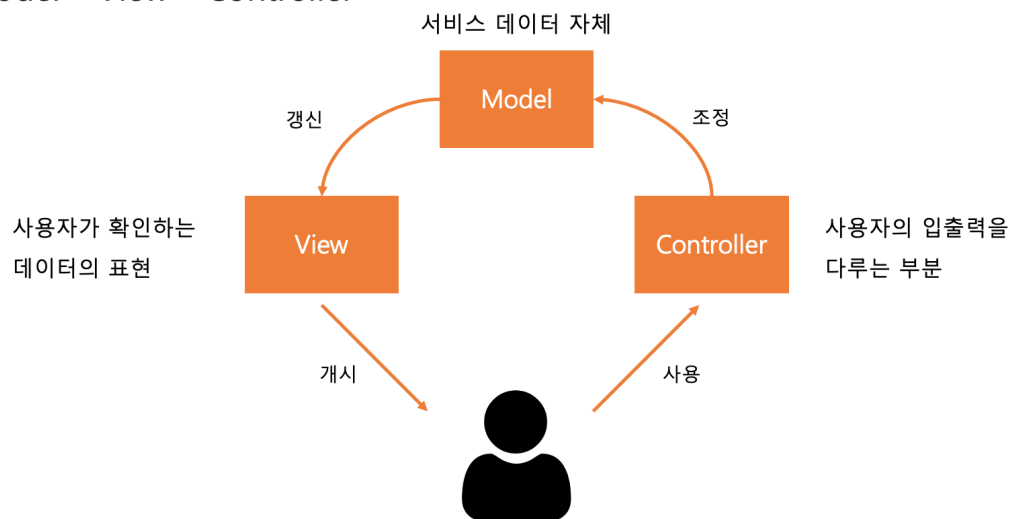 서비스 데이터 자체
Model
갱신
조정
사용자가 확인하는
데이터의 표현
View
Controller
사용자의 입출력을
다루는 부분
개시
사용